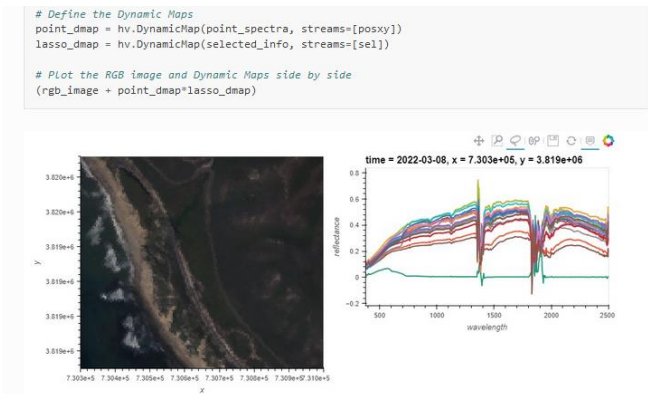 # Define the Dynamic Maps
point_dmap = hv.DynamicMap(point_spectra, streams=[posxy])
lasso_dmap = hv.DynamicMap(selected_info, streams=[sel])
# Plot the RGB image and Dynamic Maps side by side
(rgb_image + point_dmap*lasso_dmap)
time = 2022-03-08, x = 7.303e+05, y = 3.819e+06
3.820e+6
3.820e+6
3.819e+6
3.819e+6
3.819e+6
3.819e+6
y
7.303e+5 7.304e+5 7.305e+5 7.306e+5 7.307e+5 7.308e+5 7.309e+5 7.310e+5
x
0.8
0.6
0.4
0.2
0
-0.2
reflectance
500 1000 1500 2000 2500
wavelength